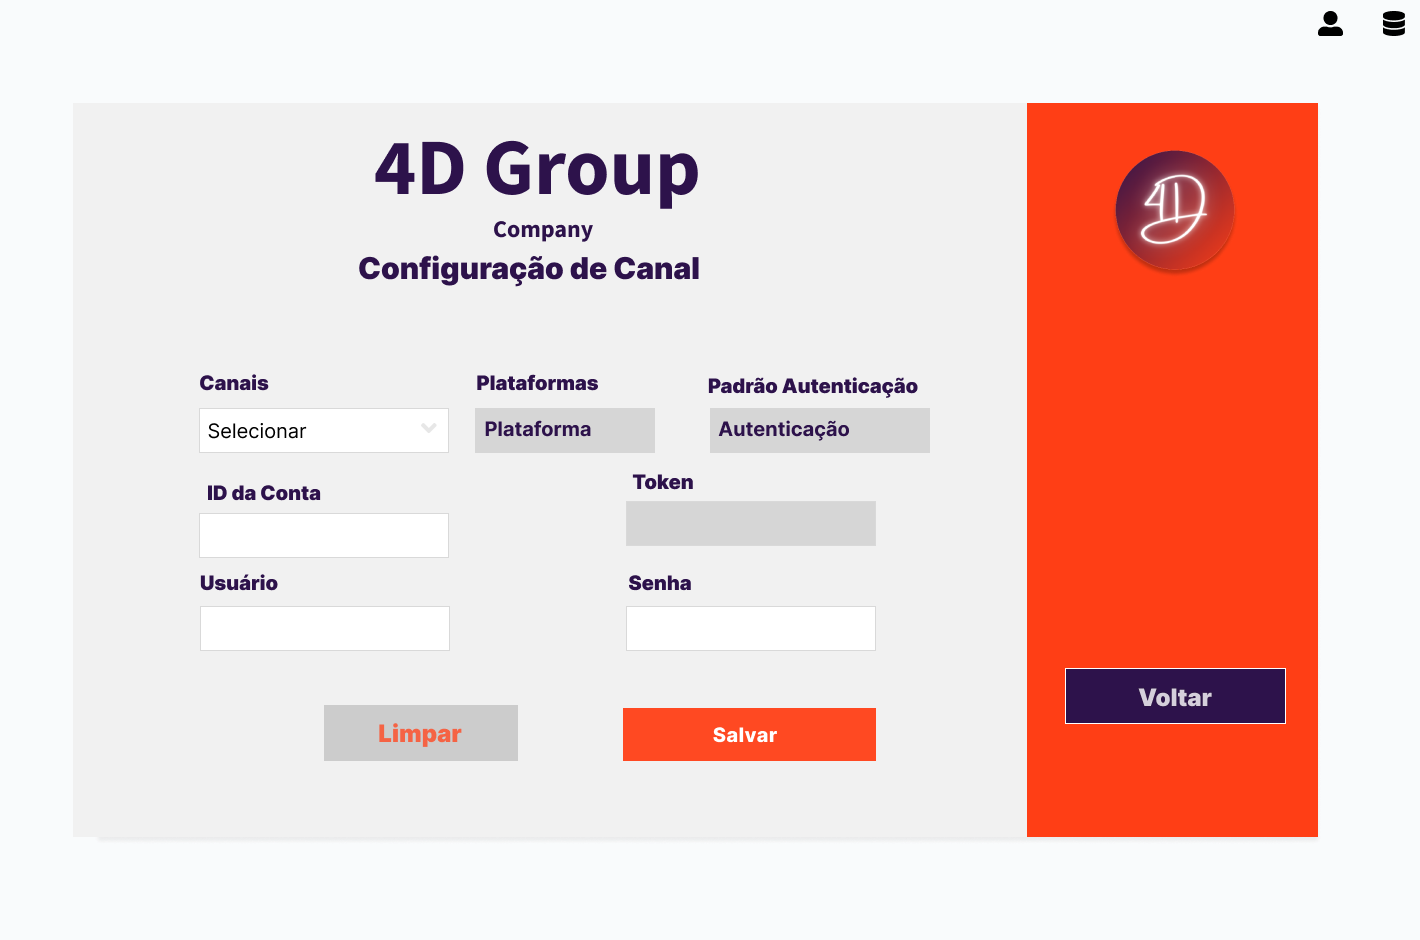 4D Group
Company
Configuração de Canal
4D
Canais
Plataformas
Padrão Autenticação
Selecionar
Plataforma
Autenticação
ID da Conta
Token
Usuário
Senha
Limpar
Salvar
Voltar